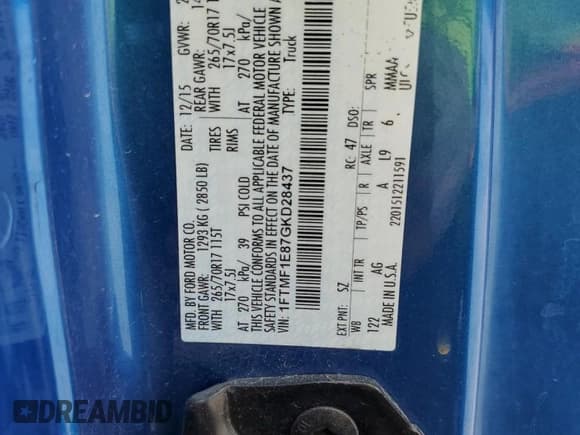 MFD. BY FORD MOTOR CO.
DATE: 12/15
GVWR: 2
FRONT GAWR: 1293 KG ( 2850 LB)
REAR GAWR: 14
WITH 265/70R17 115T TIRES
WITH 265/70R17 1
17x7.5J RIMS
17x7.5J
AT 270 kPa/ 39 PSI COLD
AT 270 kPa/
THIS VEHICLE CONFORMS TO ALL APPLICABLE FEDERAL MOTOR VEHICLE
SAFETY STANDARDS IN EFFECT ON THE DATE OF MANUFACTURE SHOWN A
VIN: 1FTMF1E87GKD28437
TYPE: Truck
EXT PNT: SZ
RC: 47
DSO:
WB INT TR TP/PS R AXLE TR SPR
122 AG A L9 6 MMAA
MADE IN U.S.A. 2201512211591
DREAMBID